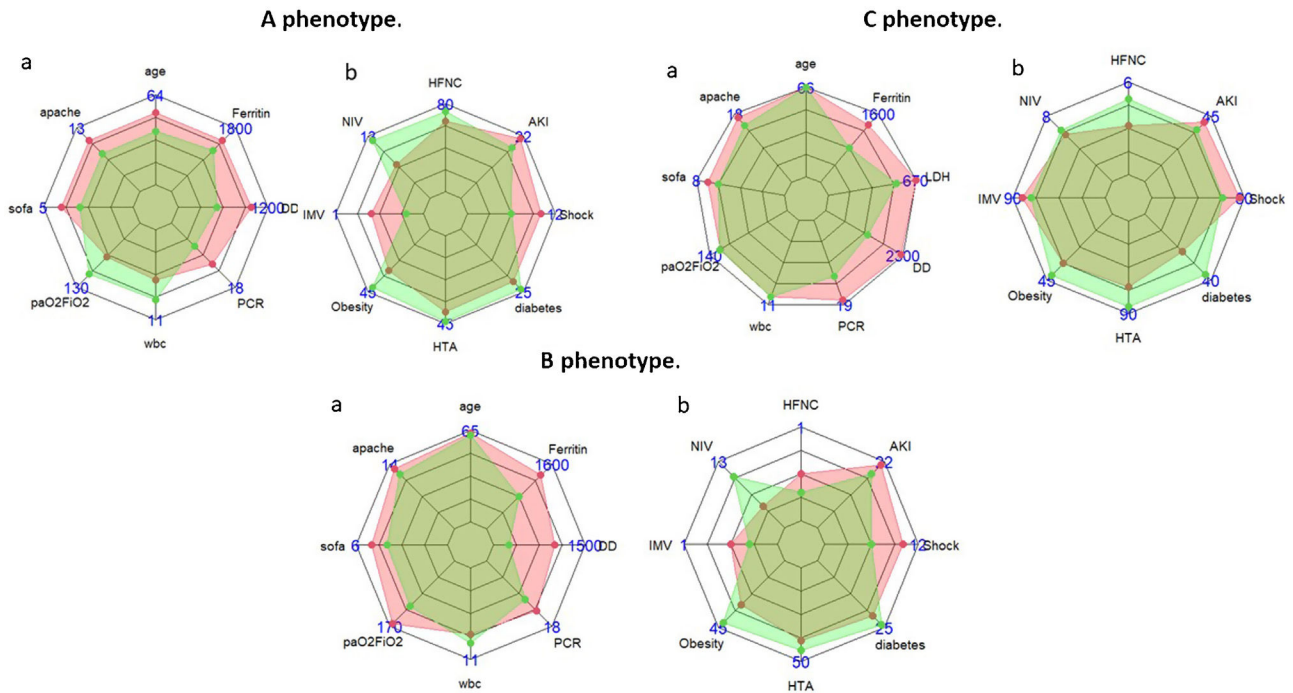 A phenotype.
a
age
64
Ferritin
1800
DD
1200
PCR
18
wbc
11
paO2FiO2
130
sofa
5
apache
13
b
HFNC
80
AKI
22
Shock
12
diabetes
25
HTA
45
Obesity
45
IMV
1
NIV
13
C phenotype.
a
age
66
Ferritin
1600
LDH
670
DD
2300
PCR
19
wbc
11
paO2FiO2
140
sofa
8
apache
18
b
HFNC
6
AKI
45
Shock
80
diabetes
40
HTA
90
Obesity
45
IMV
90
NIV
8
B phenotype.
a
age
65
Ferritin
1600
DD
1500
PCR
18
wbc
11
paO2FiO2
170
sofa
6
apache
b
HFNC
1
AKI
22
Shock
12
diabetes
25
HTA
50
Obesity
45
IMV
1
NIV
13